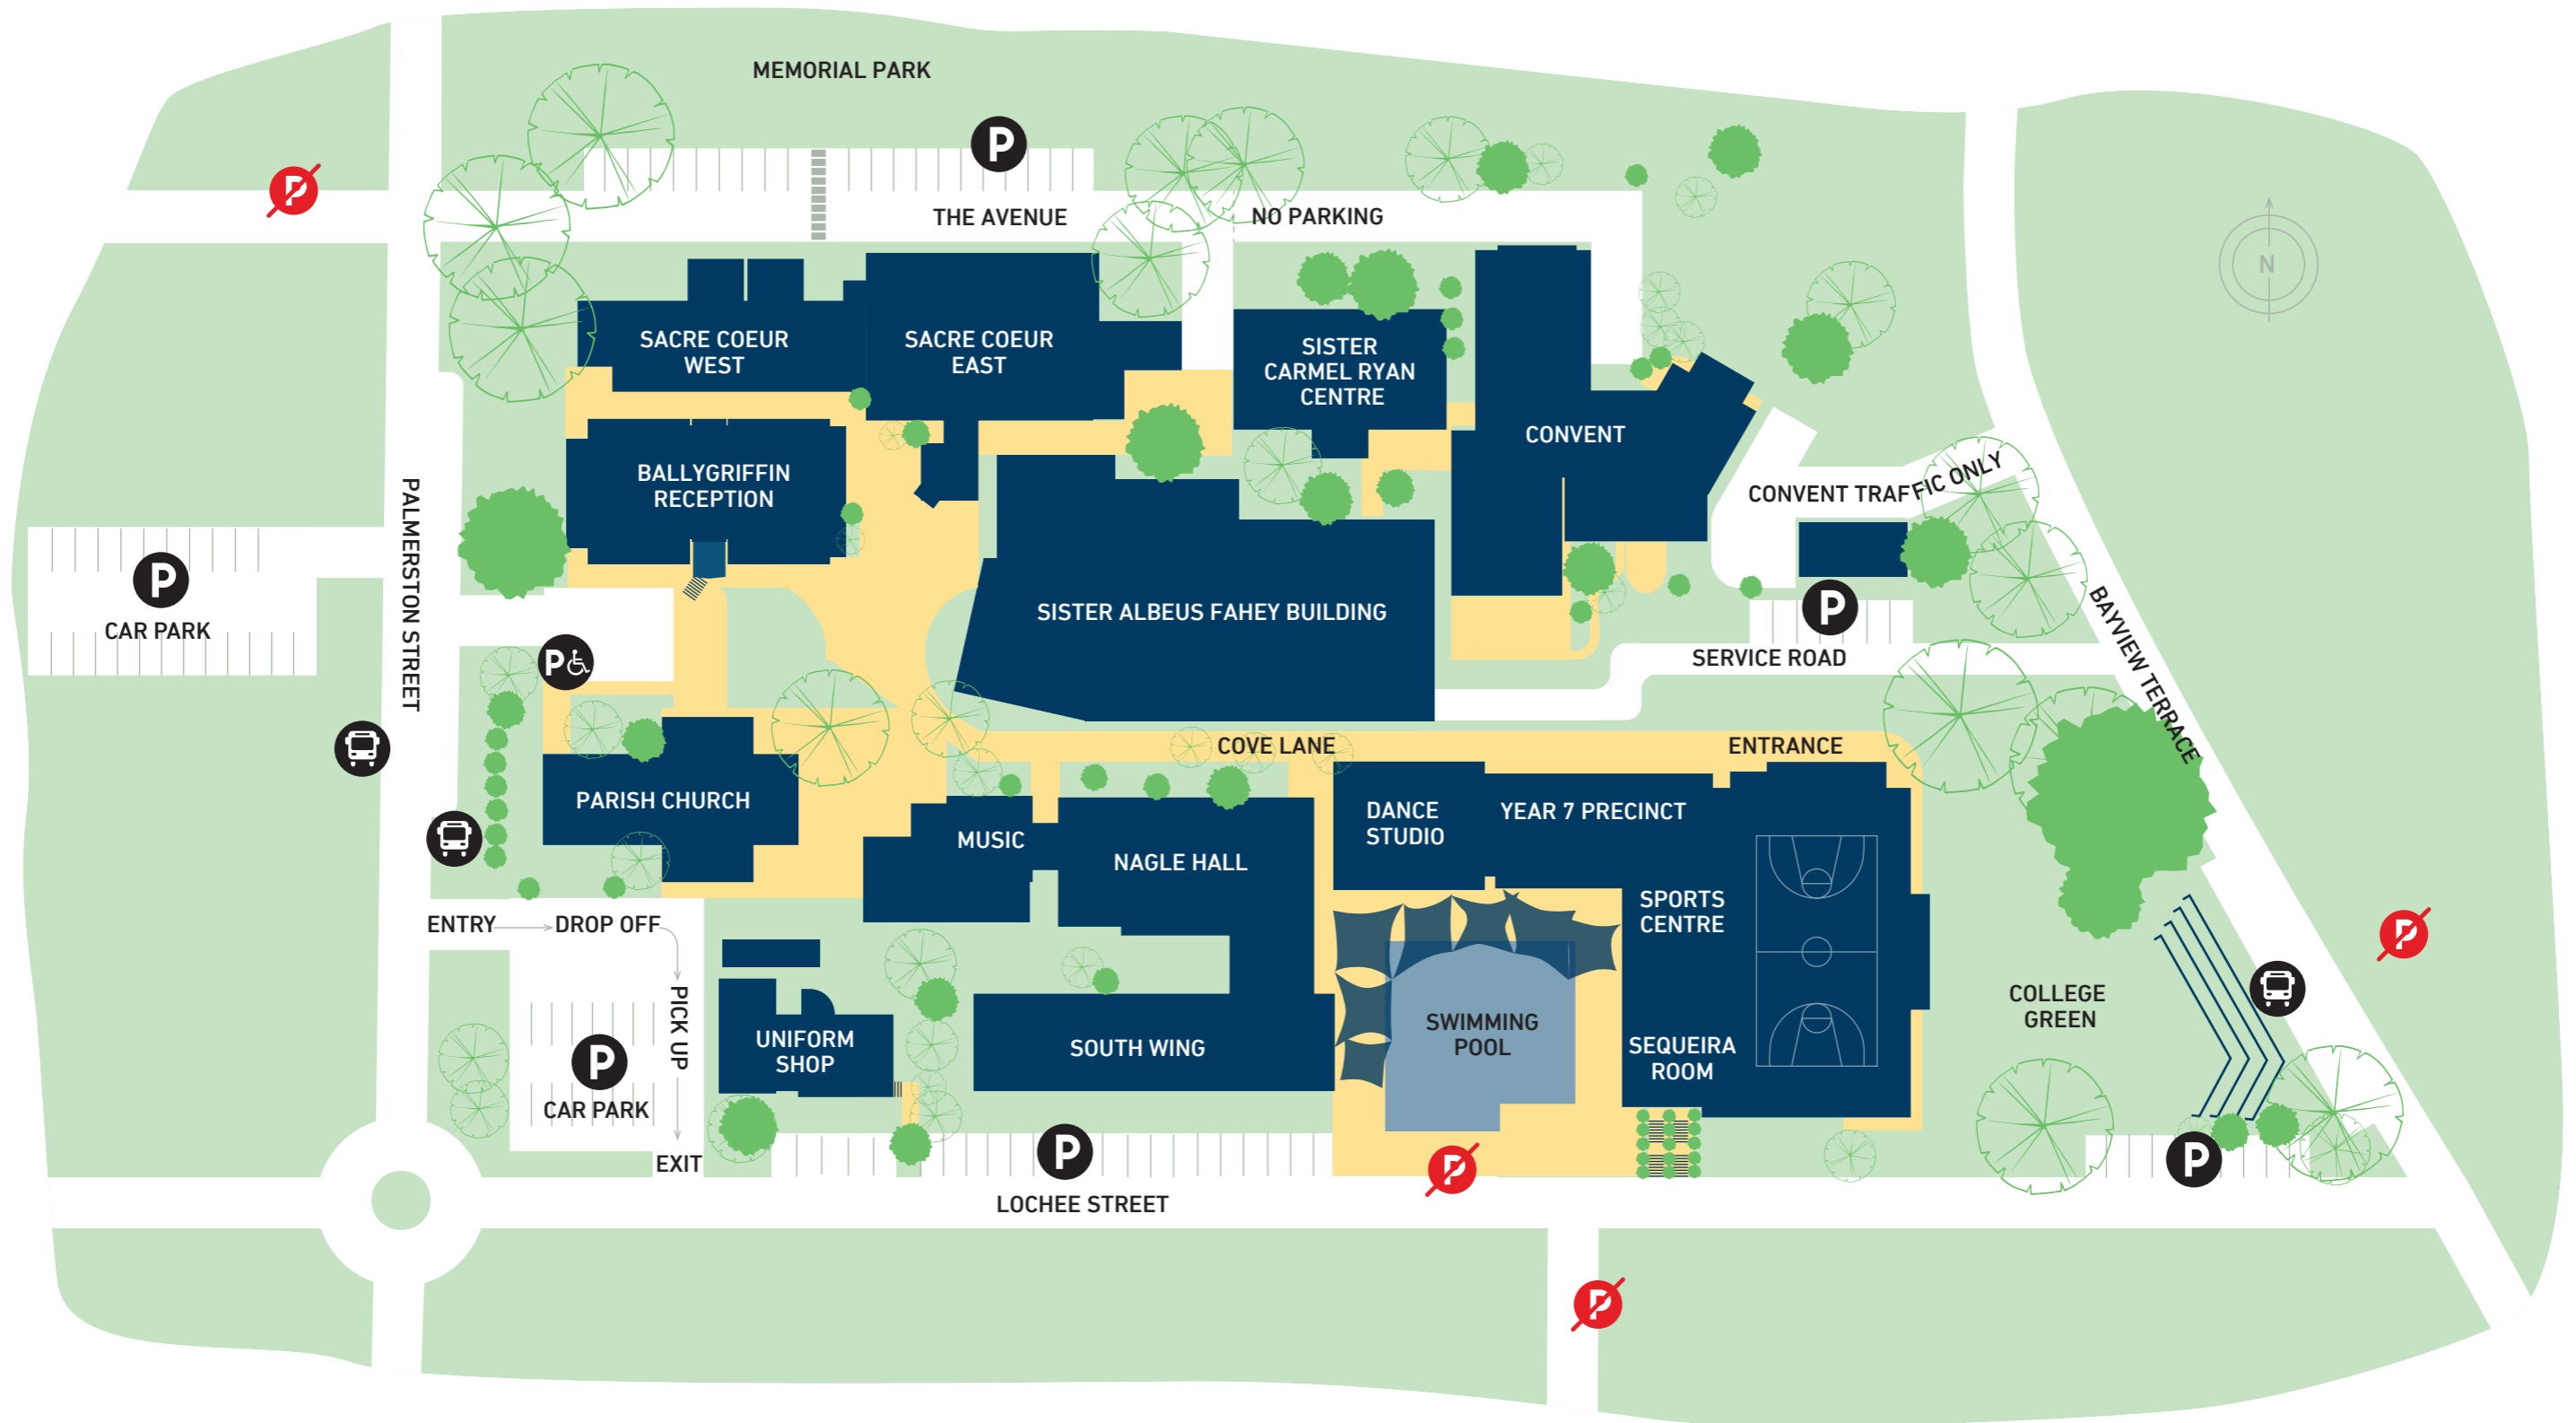 MEMORIAL PARK
P
P
THE AVENUE
NO PARKING
N
SACRE COEUR
WEST
SACRE COEUR
EAST
SISTER
CARMEL RYAN
CENTRE
CONVENT
BALLYGRIFFIN
RECEPTION
CONVENT TRAFFIC ONLY
PALMERSTON STREET
P
CAR PARK
P
SISTER ALBEUS FAHEY BUILDING
P
SERVICE ROAD
BAYVIEW TERRACE
COVE LANE
ENTRANCE
PARISH CHURCH
MUSIC
NAGLE HALL
DANCE
STUDIO
YEAR 7 PRECINCT
SPORTS
CENTRE
ENTRY
DROP OFF
PICK UP
P
COLLEGE
GREEN
UNIFORM
SHOP
SOUTH WING
SWIMMING
POOL
SEQUEIRA
ROOM
P
CAR PARK
EXIT
P
P
P
LOCHEE STREET
P